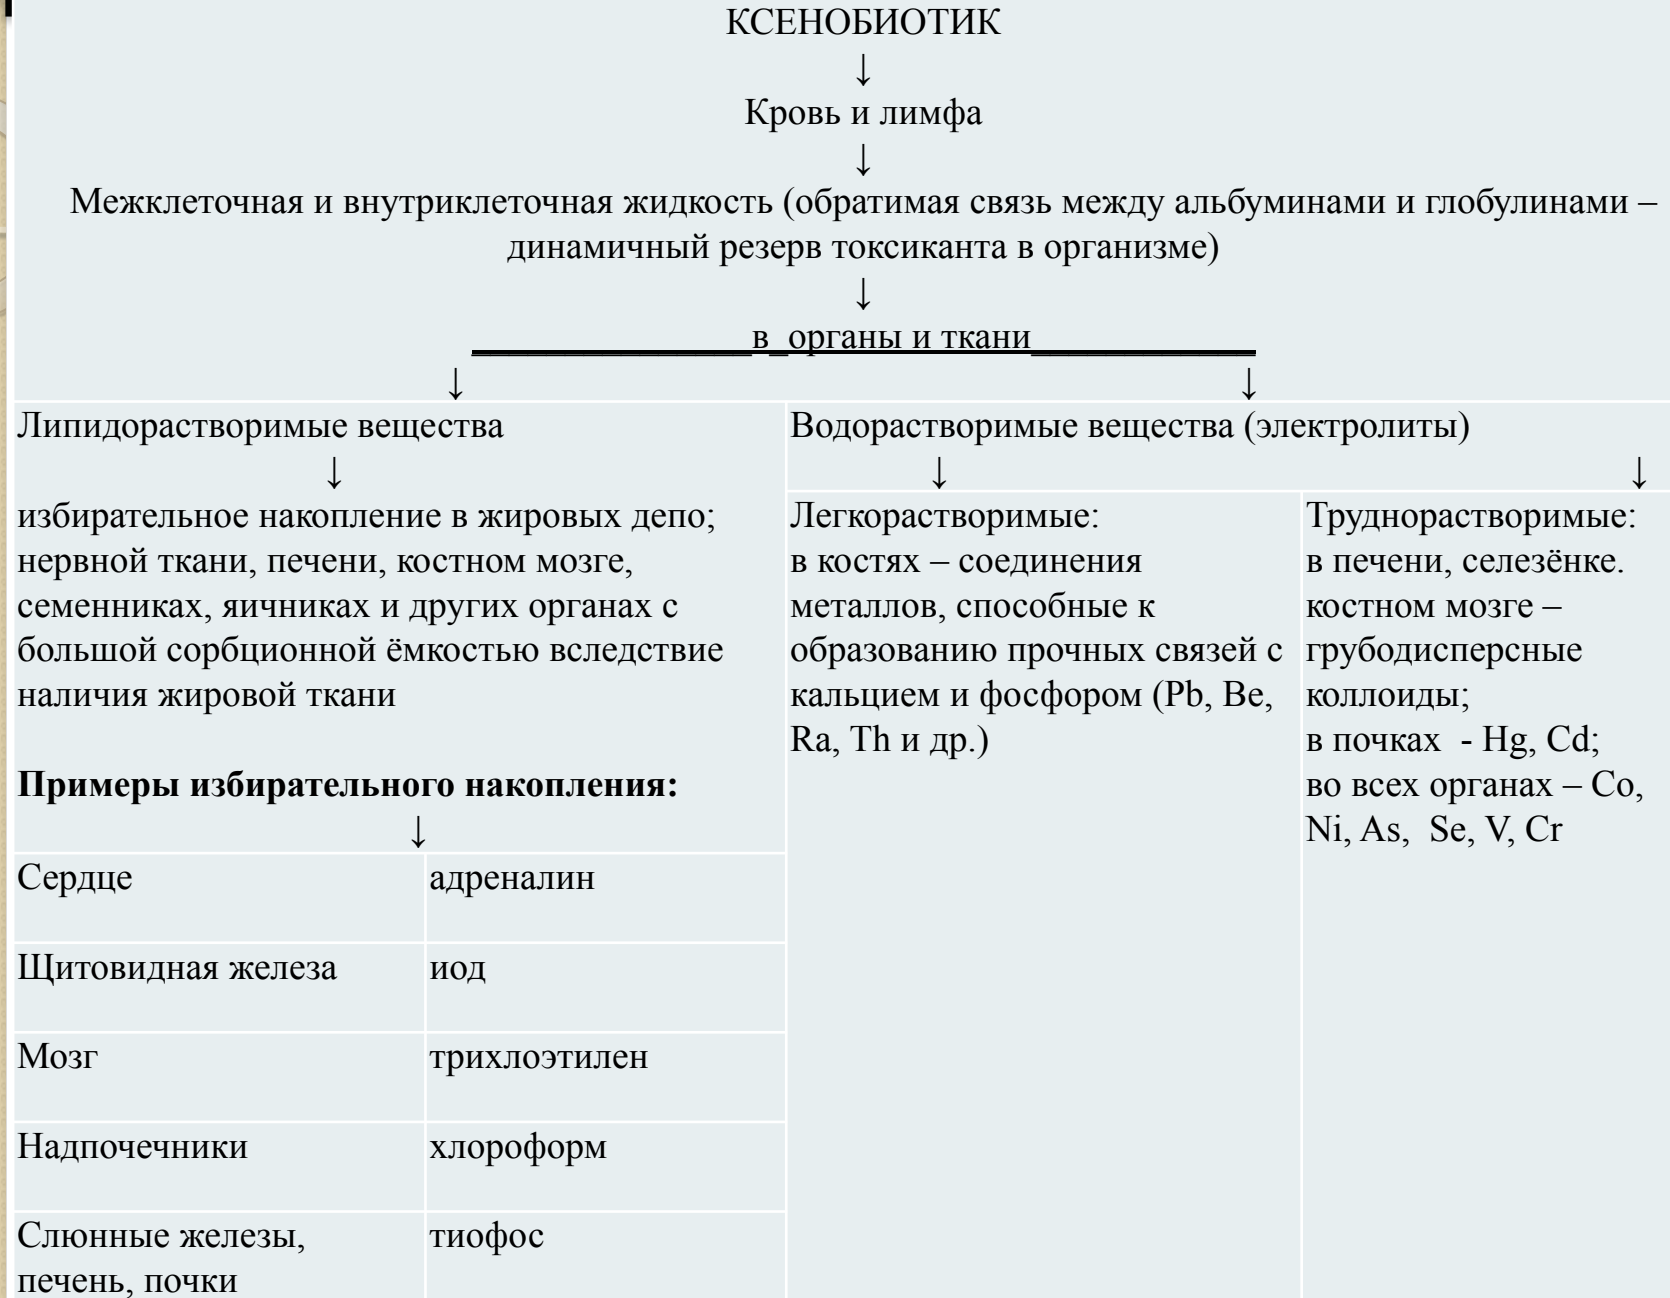 КСЕНОБИОТИК
↓
Кровь и лимфа
↓
Межклеточная и внутриклеточная жидкость (обратимая связь между альбуминами и глобулинами –
динамичный резерв токсиканта в организме)
↓
_______________в_органы и ткани____________
↓ ↓
Липидорастворимые вещества
↓
избирательное накопление в жировых депо;
нервной ткани, печени, костном мозге,
семенниках, яичниках и других органах с
большой сорбционной ёмкостью вследствие
наличия жировой ткани
Примеры избирательного накопления:
↓
Сердце адреналин
Щитовидная железа иод
Мозг трихлоэтилен
Надпочечники хлороформ
Слюнные железы, тиофос
печень, почки
Водорастворимые вещества (электролиты)
↓ ↓
Легкорастворимые:
в костях – соединения
металлов, способные к
образованию прочных связей с
кальцием и фосфором (Pb, Be,
Ra, Th и др.)
Труднорастворимые:
в печени, селезёнке.
костном мозге –
грубодисперсные
коллоиды;
в почках - Hg, Cd;
во всех органах – Co,
Ni, As, Se, V, Cr